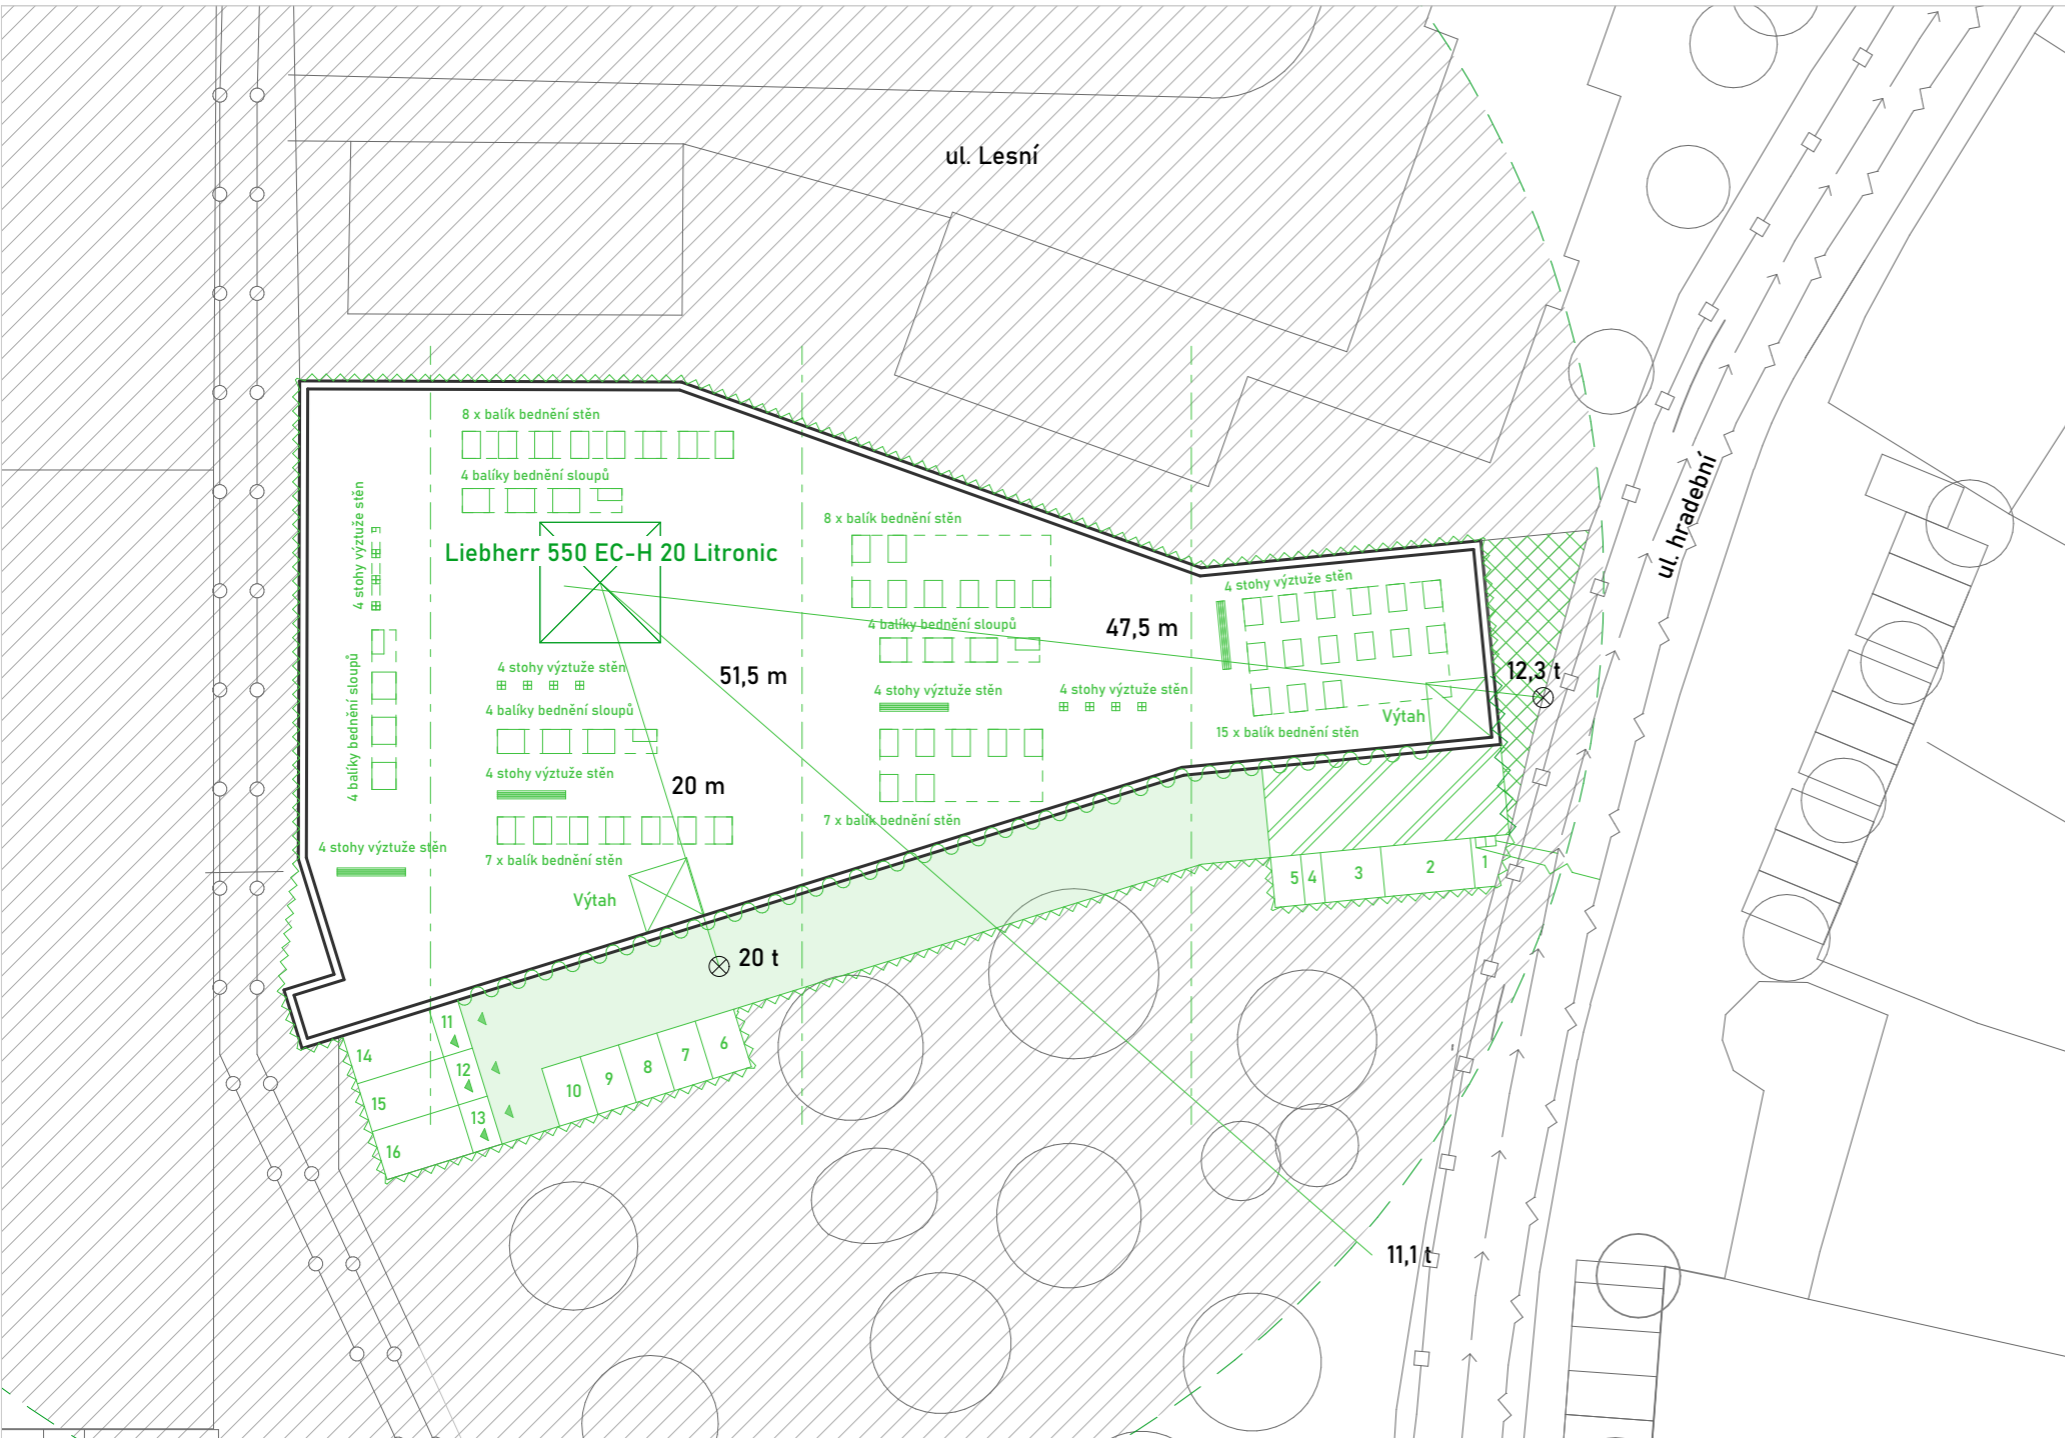 ul. Lesní
8 x balík bednění stěn
4 balíky bednění sloupů
4 stohy výztuže stěn
8 x balík bednění stěn
Liebherr 550 EC-H 20 Litronic
ul. hradební
4 stohy výztuže stěn
4 balíky bednění sloupů
47,5 m
4 stohy výztuže stěn
51,5 m
12,3 t
4 balíky bednění sloupů
4 stohy výztuže stěn
4 stohy výztuže stěn
4 balíky bednění sloupů
Výtah
15 x balík bednění stěn
4 stohy výztuže stěn
20 m
7 x balík bednění stěn
4 stohy výztuže stěn
7 x balík bednění stěn
5
4
3
2
1
Výtah
20 t
11
14
6
7
8
9
10
12
15
13
16
11,1 t